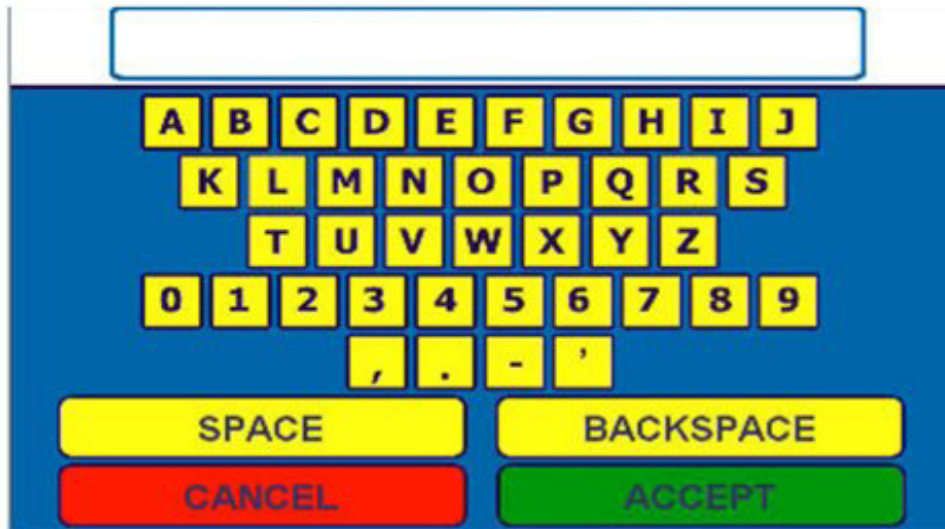 A B C D E F G H I J
K L M N O P Q R S
T U V W X Y Z
0 1 2 3 4 5 6 7 8 9
, . - ’
SPACE BACKSPACE
CANCEL ACCEPT